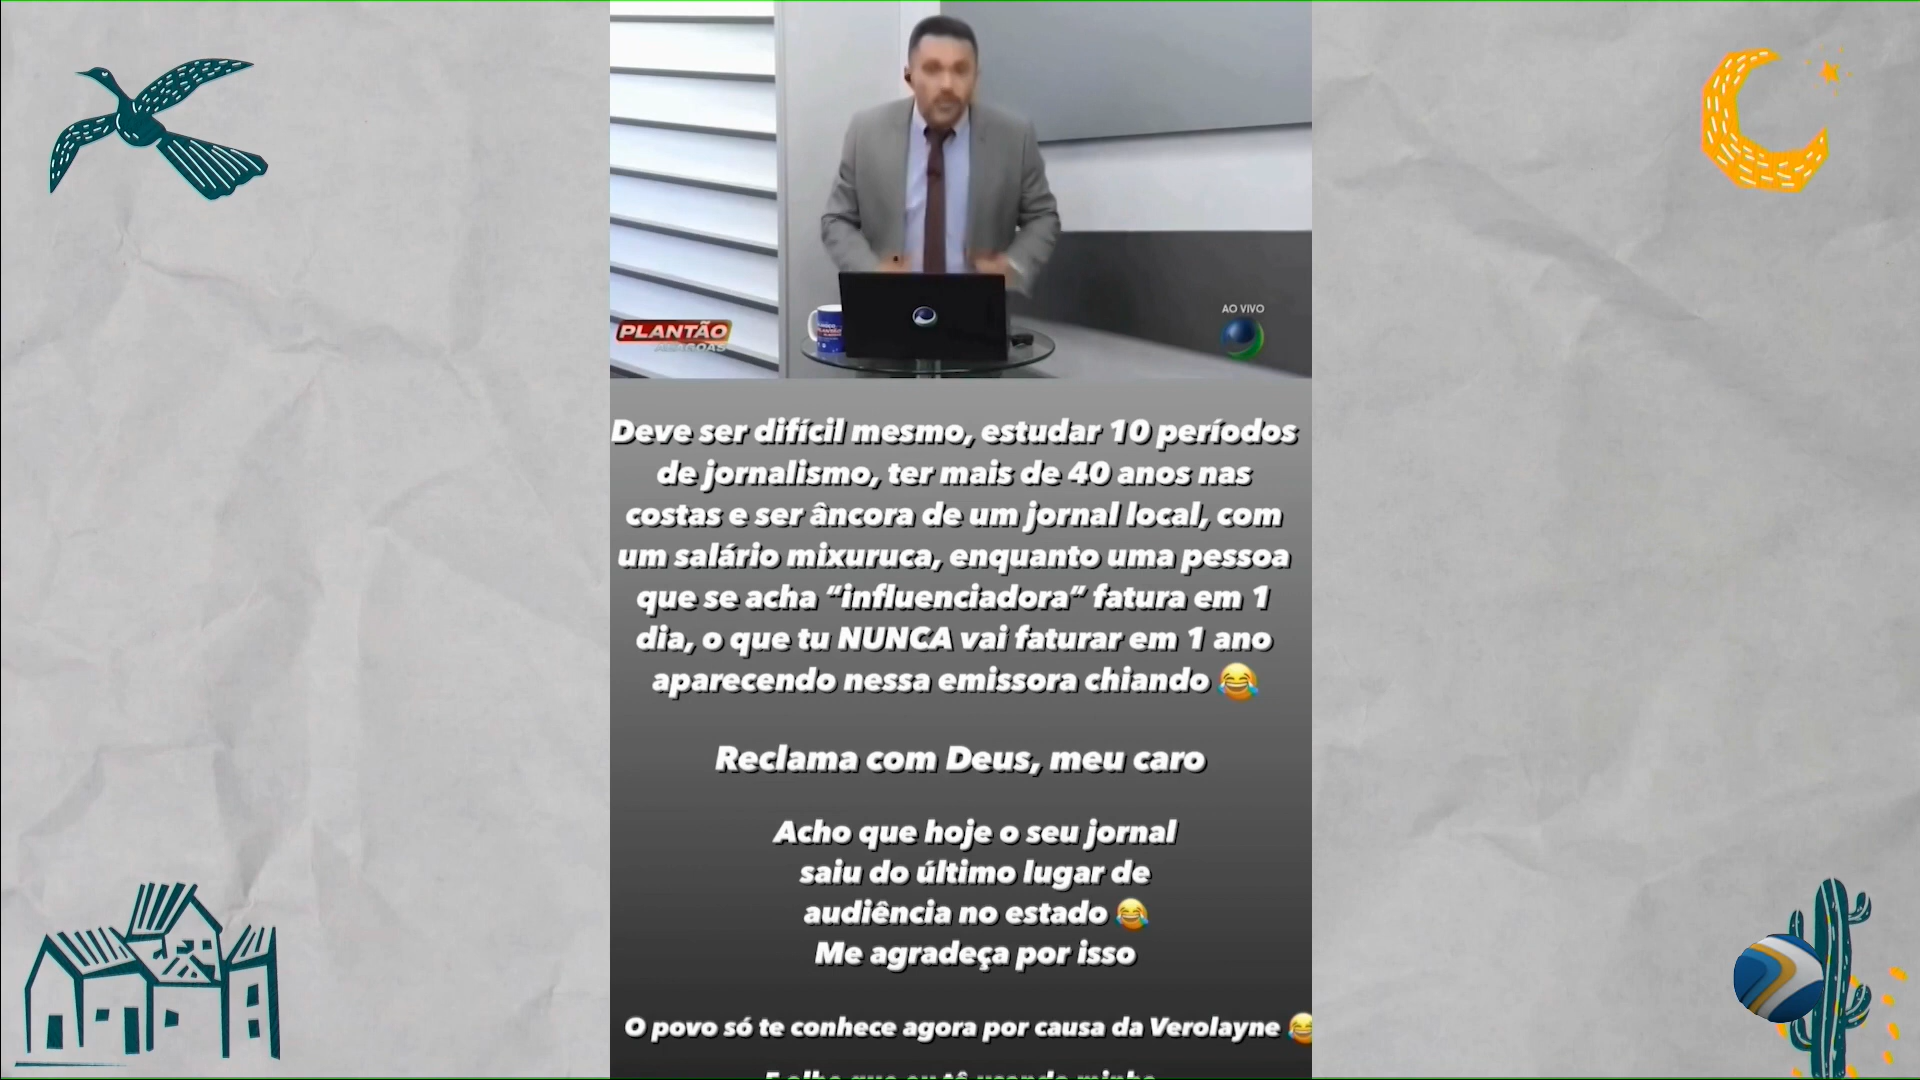 AO VIVO
PLANTÃO
ALAGOAS
Deve ser difícil mesmo, estudar 10 períodos
de jornalismo, ter mais de 40 anos nas
costas e ser âncora de um jornal local, com
um salário mixuruca, enquanto uma pessoa
que se acha “influenciadora” fatura em 1
dia, o que tu NUNCA vai faturar em 1 ano
aparecendo nessa emissora chiando 😂
Reclama com Deus, meu caro
Acho que hoje o seu jornal
saiu do último lugar de
audiência no estado 😂
Me agradeça por isso
O povo só te conhece agora por causa da Verolayne 😂